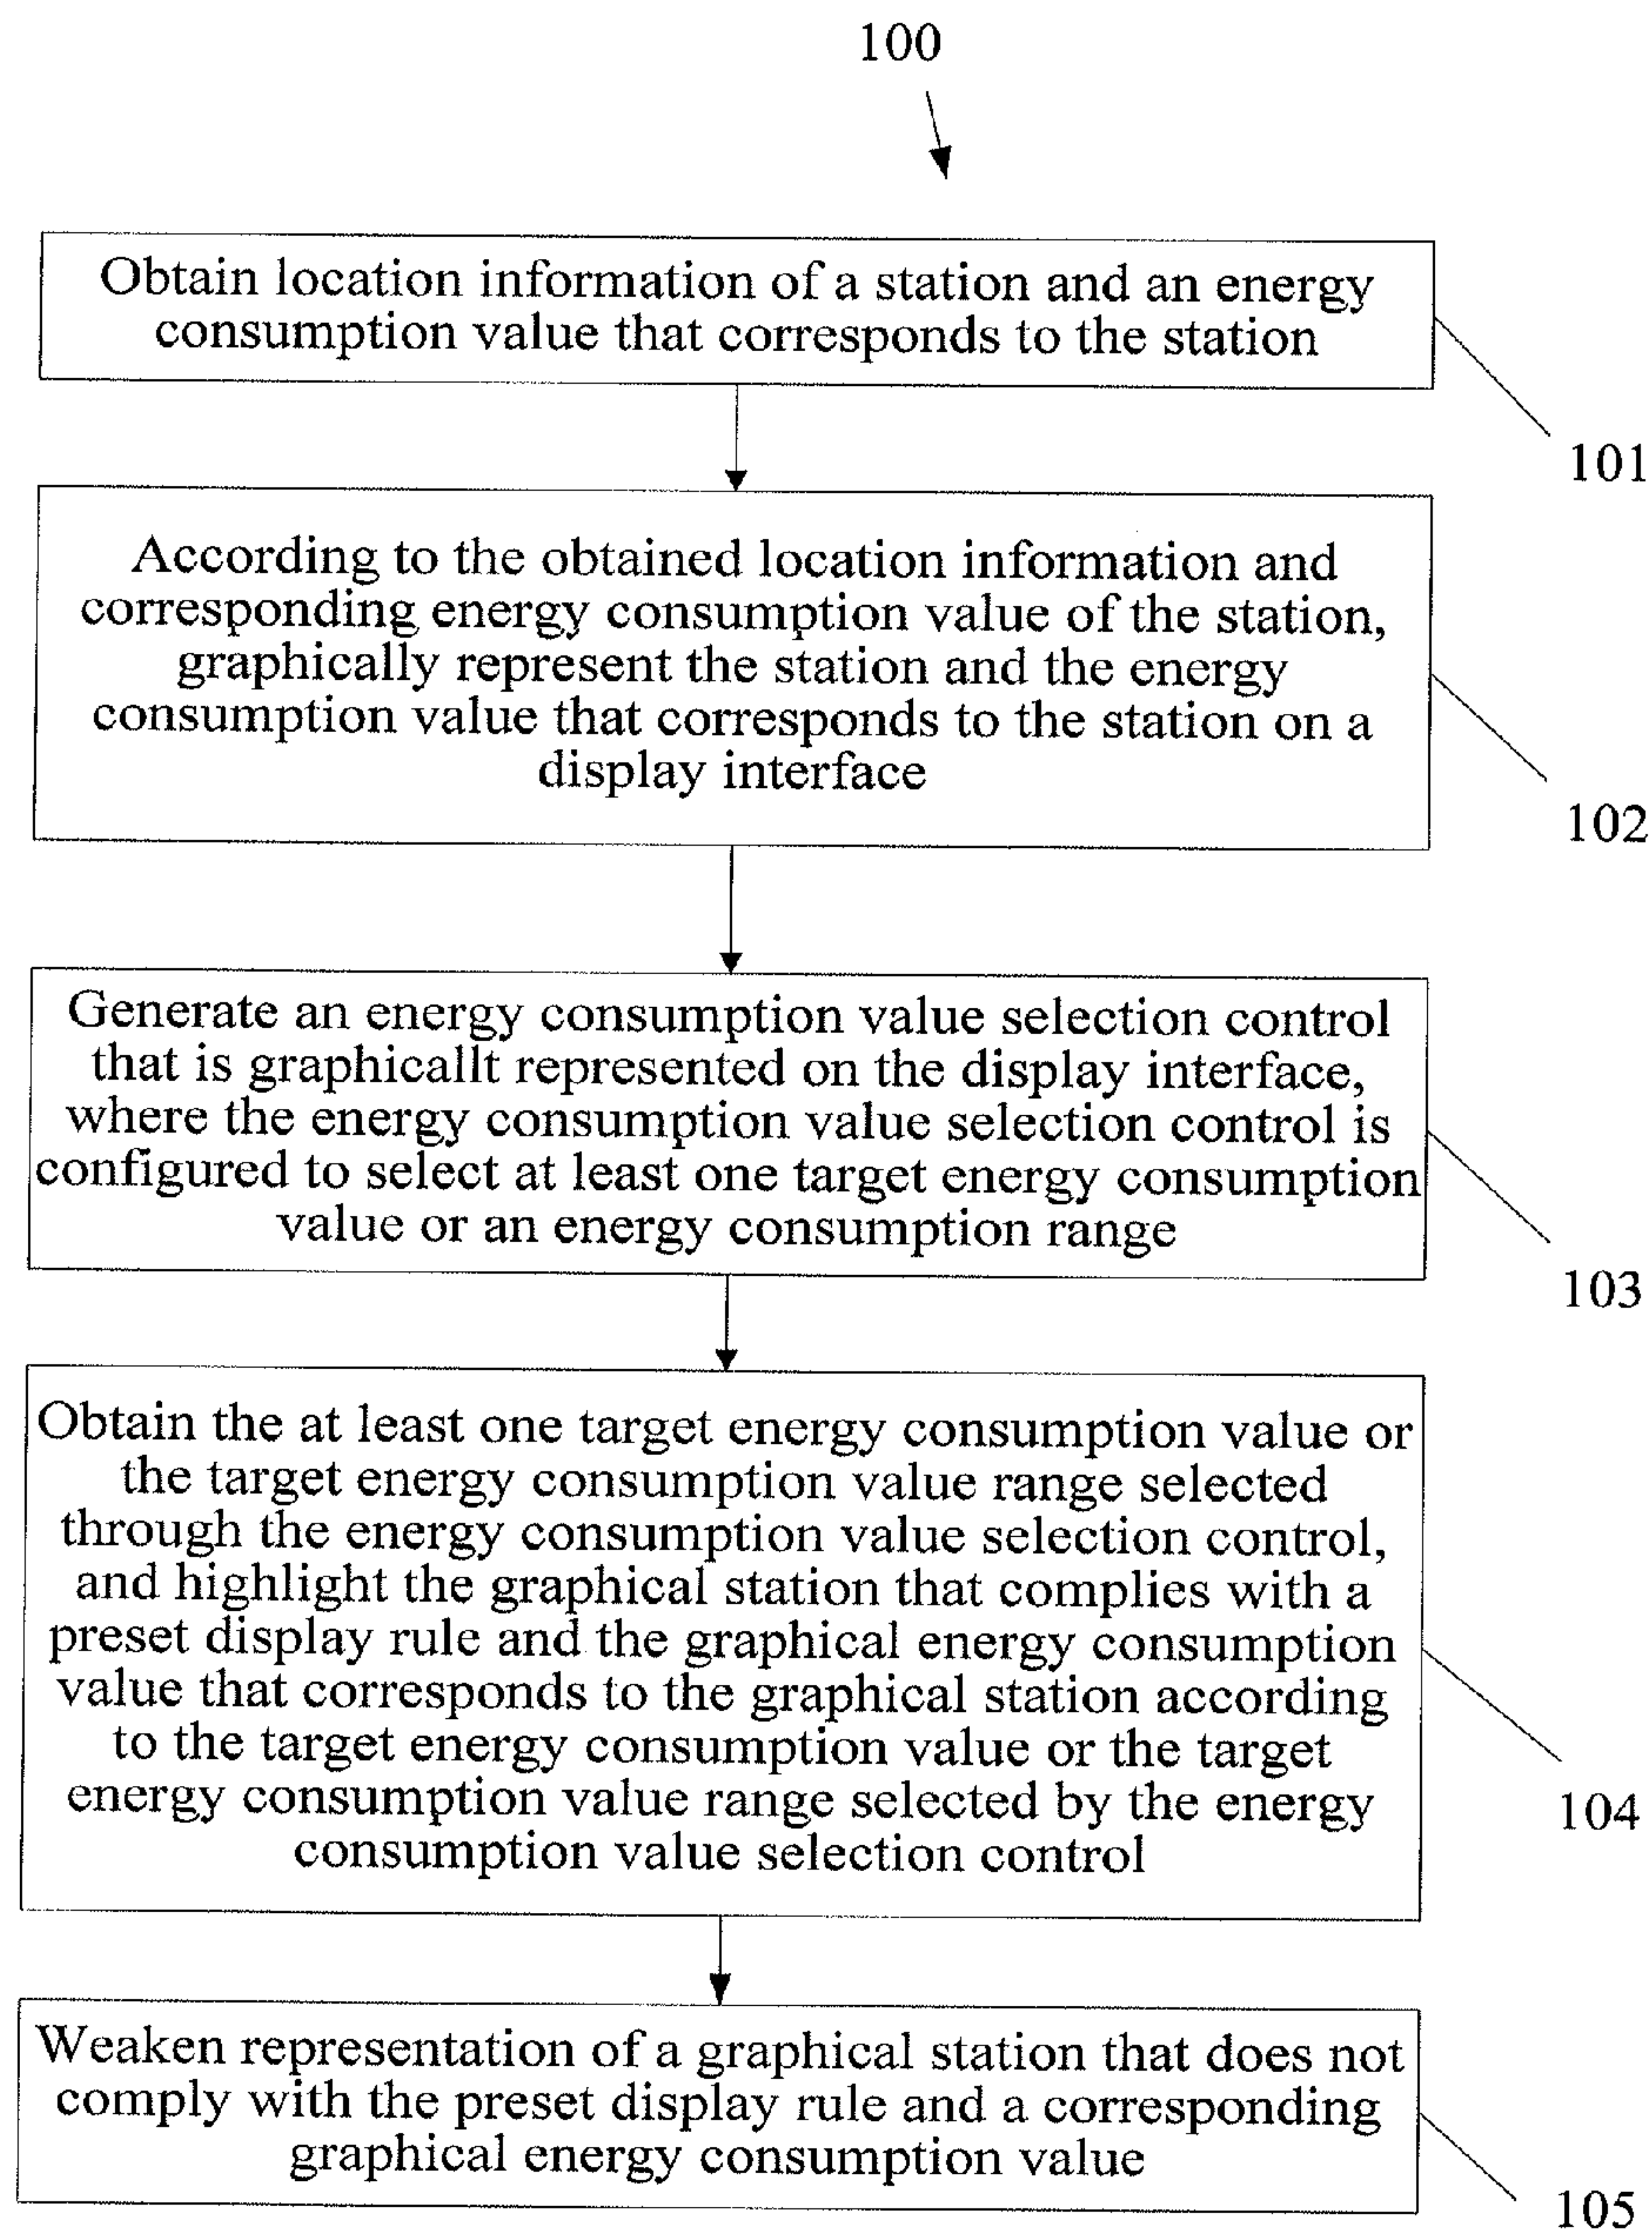 100
Obtain location information of a station and an energy
consumption value that corresponds to the station
101
According to the obtained location information and
corresponding energy consumption value of the station,
graphically represent the station and the energy
consumption value that corresponds to the station on a
display interface
102
Generate an energy consumption value selection control
that is graphicallt represented on the display interface,
where the energy consumption value selection control is
configured to select at least one target energy consumption
value or an energy consumption range
103
Obtain the at least one target energy consumption value or
the target energy consumption value range selected
through the energy consumption value selection control,
and highlight the graphical station that complies with a
preset display rule and the graphical energy consumption
value that corresponds to the graphical station according
to the target energy consumption value or the target
energy consumption value range selected by the energy
consumption value selection control
104
Weaken representation of a graphical station that does not
comply with the preset display rule and a corresponding
graphical energy consumption value
105